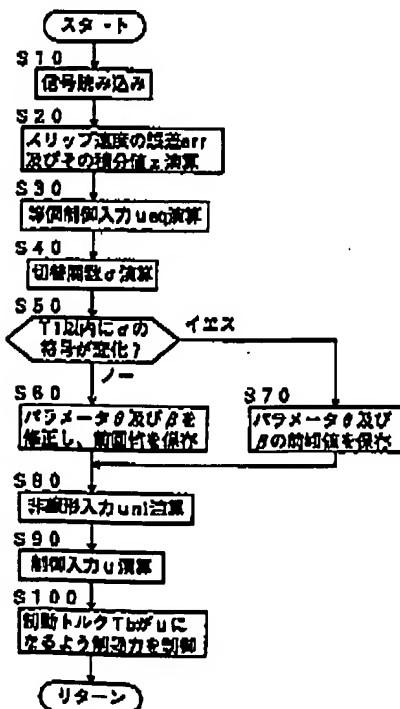 スタート
S10
信号読み込み
S20
スリップ速度の誤差err
及びその積分値z演算
S30
等価制御入力ueq演算
S40
切替関数σ演算
S50
T1以内にσの
符号が変化?
イエス
ノー
S60
パラメータθ及びβを
修正し、前回値を保存
S70
パラメータθ及び
βの前回値を保存
S80
非線形入力unl演算
S90
制御入力u演算
S100
制動トルクTbがuに
なるよう制動力を制御
リターン